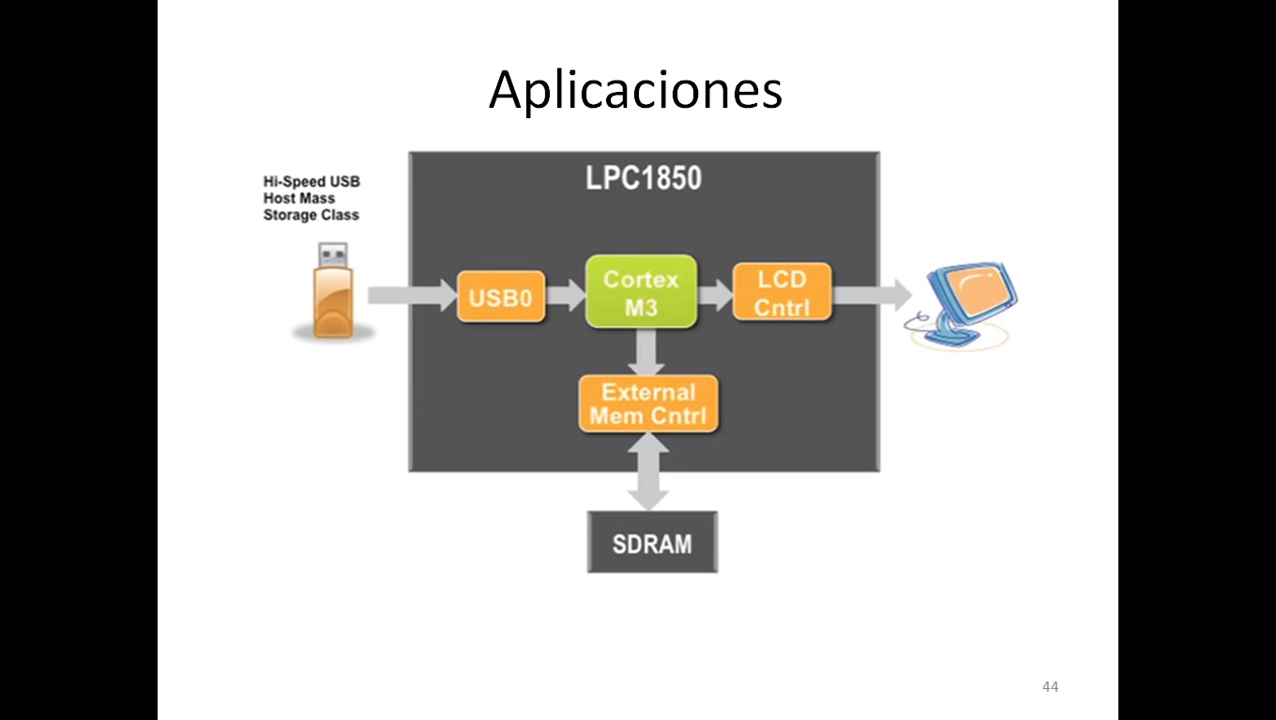 Aplicaciones
LPC1850
Hi-Speed USB
Host Mass
Storage Class
USB0
Cortex
M3
LCD
Cntrl
External
Mem Cntrl
SDRAM
44